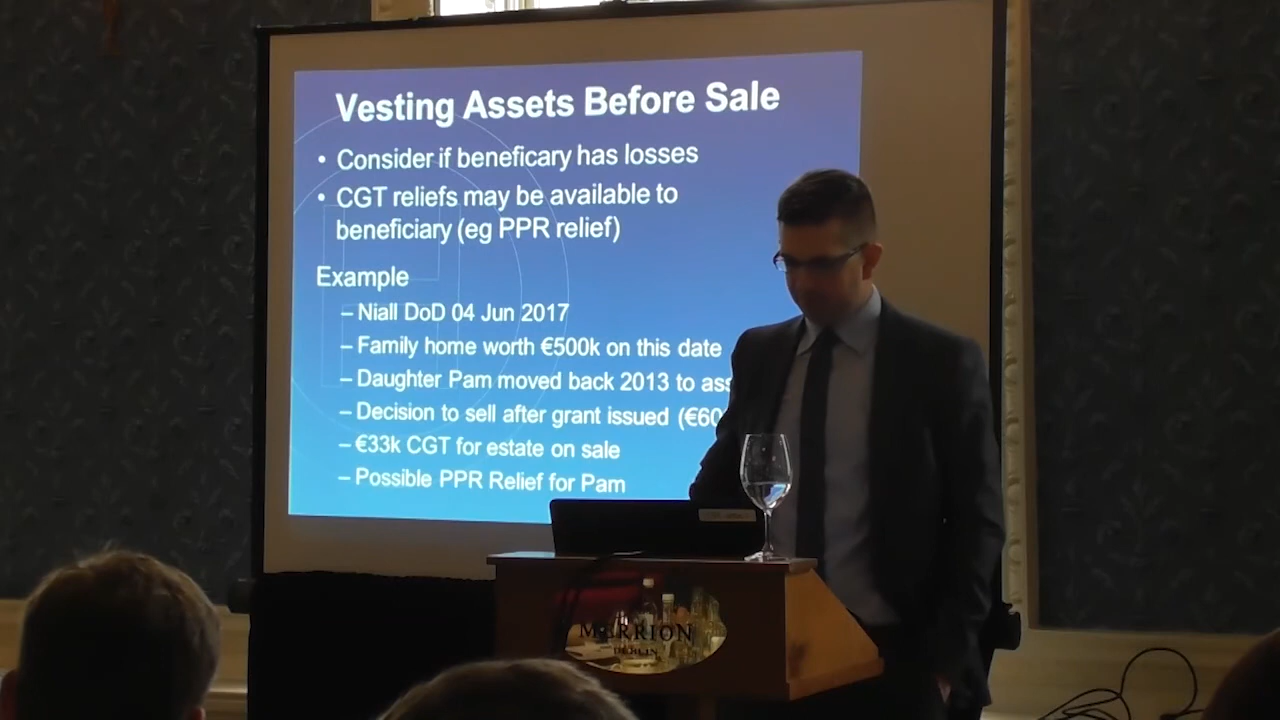 Vesting Assets Before Sale
• Consider if beneficary has losses
• CGT reliefs may be available to
beneficiary (eg PPR relief)
Example
– Niall DoD 04 Jun 2017
– Family home worth €500k on this date
– Daughter Pam moved back 2013 to ass
– Decision to sell after grant issued (€60
– €33k CGT for estate on sale
– Possible PPR Relief for Pam
MERRION
DUBLIN